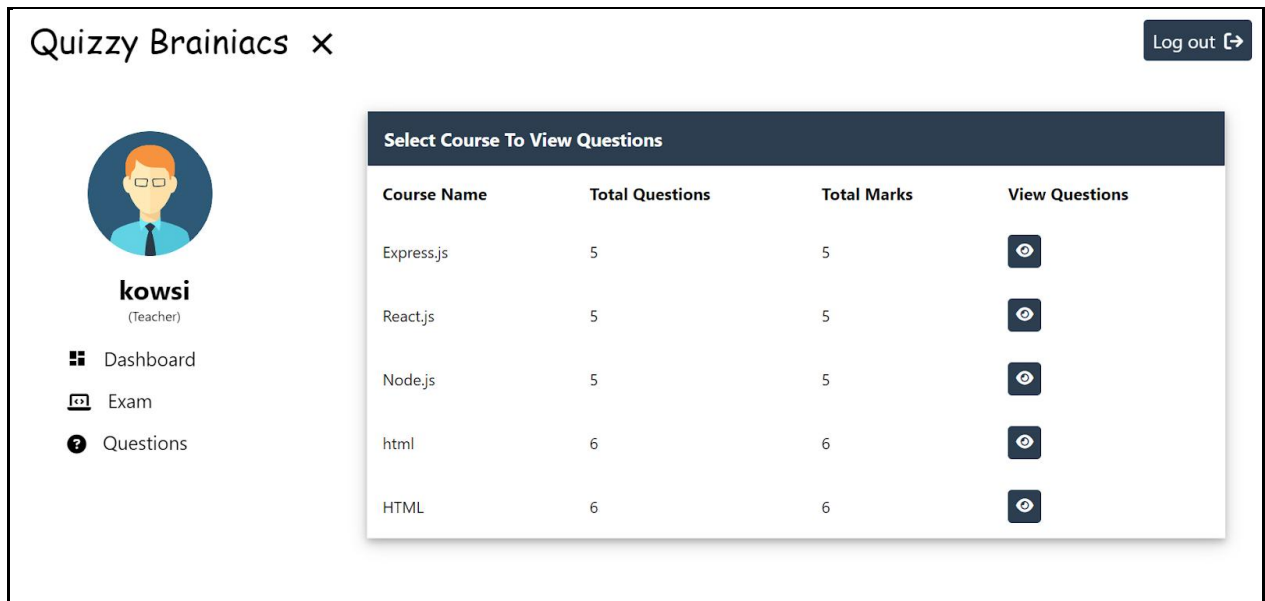 Quizzy Brainiacs
Log out
Select Course To View Questions
Course Name Total Questions Total Marks View Questions
Express.js 5 5
React.js 5 5
Node.js 5 5
html 6 6
HTML 6 6
kowsi
(Teacher)
Dashboard
Exam
Questions